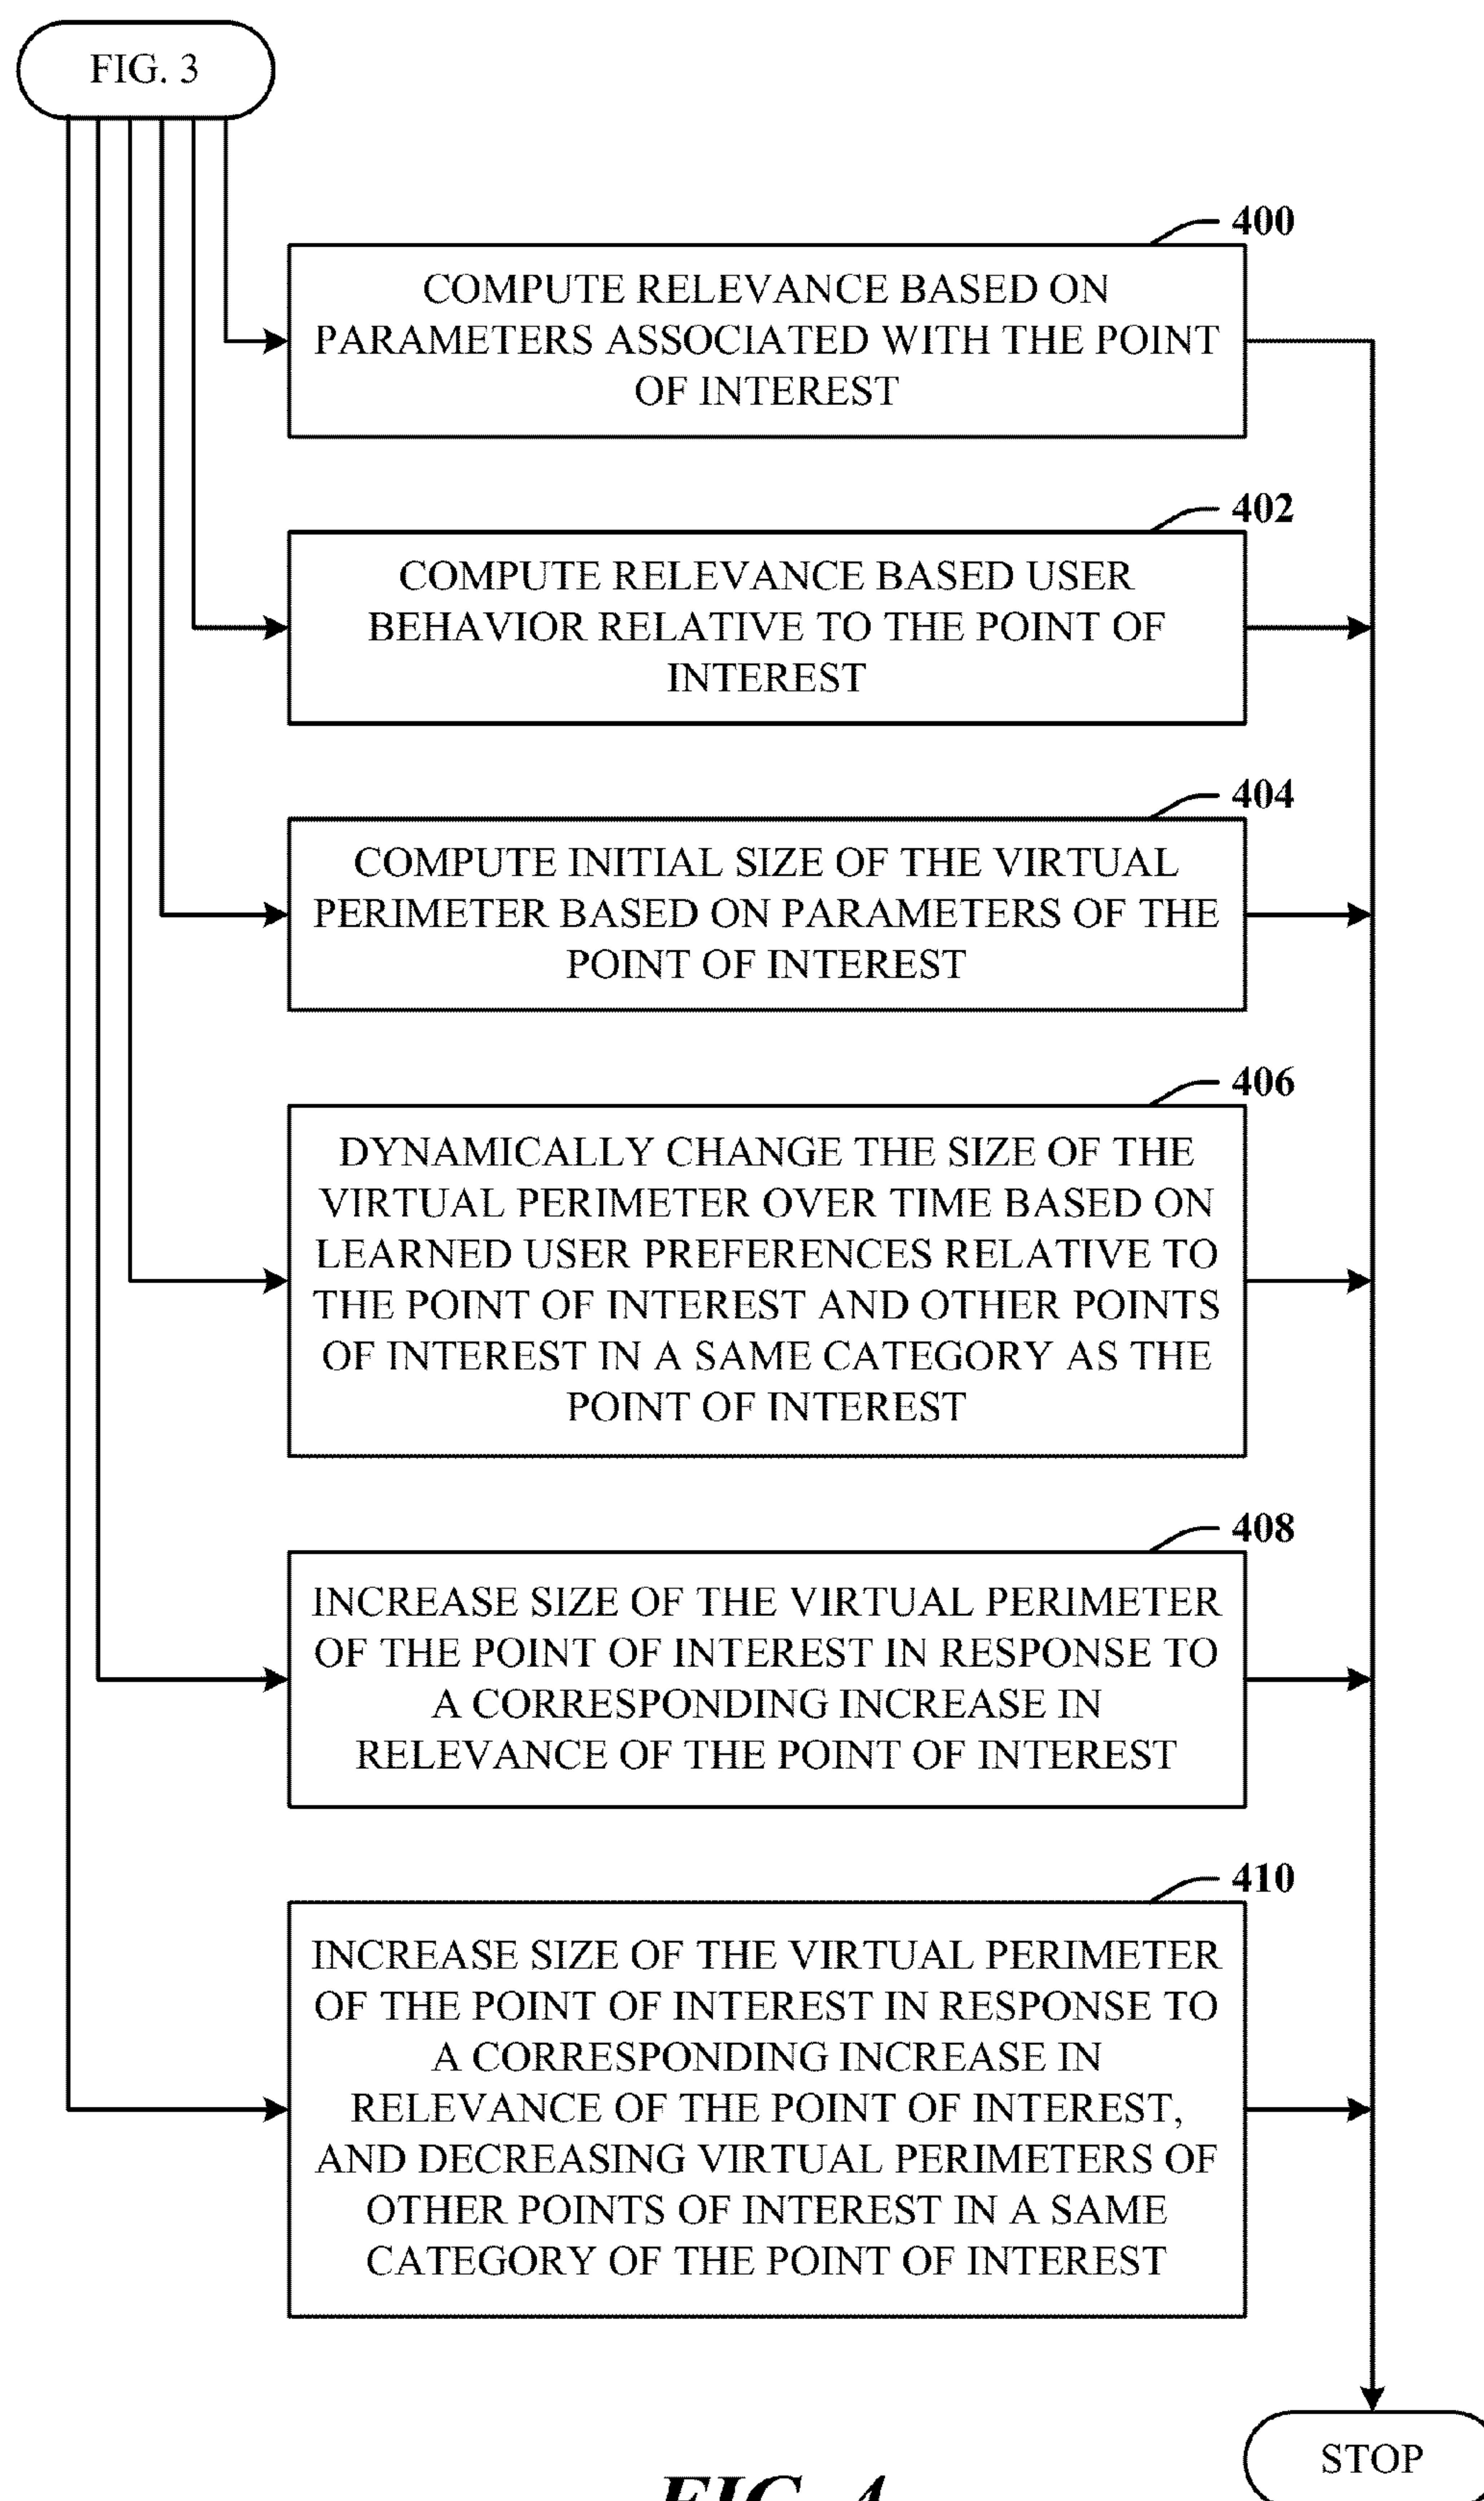 FIG. 3
400
COMPUTE RELEVANCE BASED ON
PARAMETERS ASSOCIATED WITH THE POINT
OF INTEREST
402
COMPUTE RELEVANCE BASED USER
BEHAVIOR RELATIVE TO THE POINT OF
INTEREST
404
COMPUTE INITIAL SIZE OF THE VIRTUAL
PERIMETER BASED ON PARAMETERS OF THE
POINT OF INTEREST
406
DYNAMICALLY CHANGE THE SIZE OF THE
VIRTUAL PERIMETER OVER TIME BASED ON
LEARNED USER PREFERENCES RELATIVE TO
THE POINT OF INTEREST AND OTHER POINTS
OF INTEREST IN A SAME CATEGORY AS THE
POINT OF INTEREST
408
INCREASE SIZE OF THE VIRTUAL PERIMETER
OF THE POINT OF INTEREST IN RESPONSE TO
A CORRESPONDING INCREASE IN
RELEVANCE OF THE POINT OF INTEREST
410
INCREASE SIZE OF THE VIRTUAL PERIMETER
OF THE POINT OF INTEREST IN RESPONSE TO
A CORRESPONDING INCREASE IN
RELEVANCE OF THE POINT OF INTEREST,
AND DECREASING VIRTUAL PERIMETERS OF
OTHER POINTS OF INTEREST IN A SAME
CATEGORY OF THE POINT OF INTEREST
STOP
FIG. 4